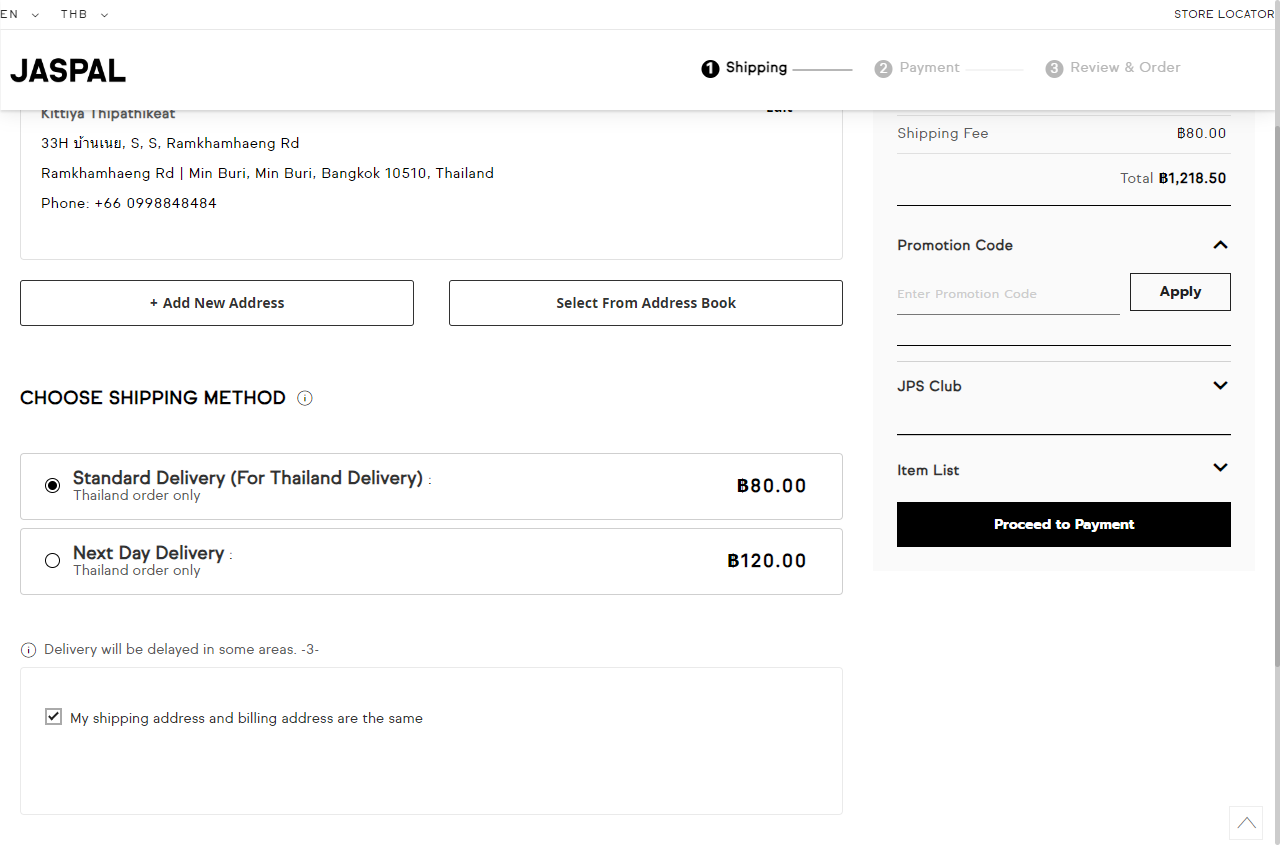 EN THB STORE LOCATOR
JASPAL
1 Shipping 2 Payment 3 Review & Order
Kittiya Thipathikeat Edit
33H บ้านเนย, S, S, Ramkhamhaeng Rd
Ramkhamhaeng Rd | Min Buri, Min Buri, Bangkok 10510, Thailand
Phone: +66 0998848484
+ Add New Address Select From Address Book
CHOOSE SHIPPING METHOD
Standard Delivery (For Thailand Delivery) :
Thailand order only
฿80.00
Next Day Delivery :
Thailand order only
฿120.00
Delivery will be delayed in some areas. -3-
My shipping address and billing address are the same
Shipping Fee ฿80.00
Total ฿1,218.50
Promotion Code
Enter Promotion Code Apply
JPS Club
Item List
Proceed to Payment